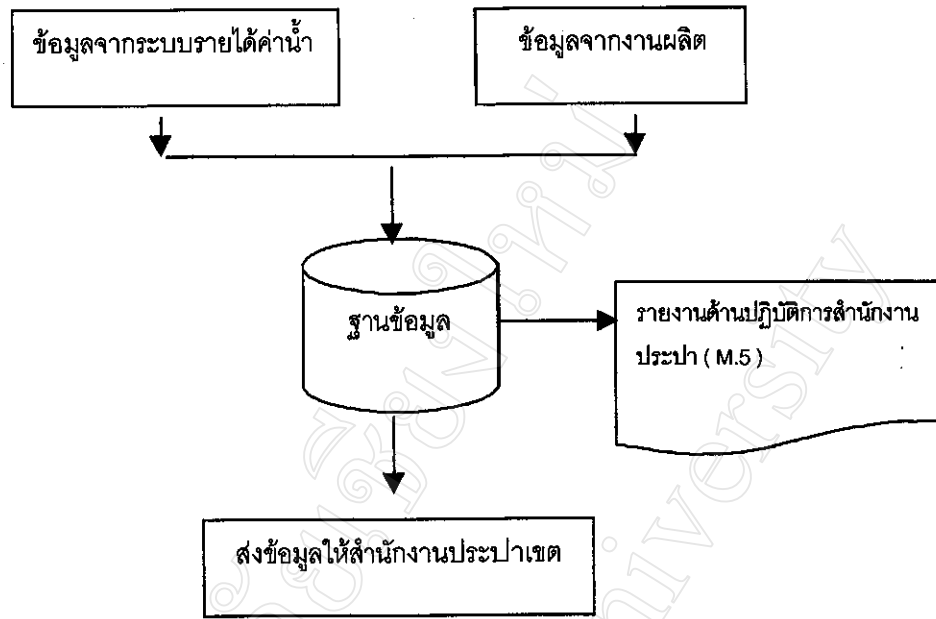 ข้อมูลจากระบบรายได้ค่าน้ำ
ข้อมูลจากงานผลิต
ฐานข้อมูล
รายงานด้านปฏิบัติการสำนักงาน
ประปา ( M.5 )
ส่งข้อมูลให้สำนักงานประปาเขต